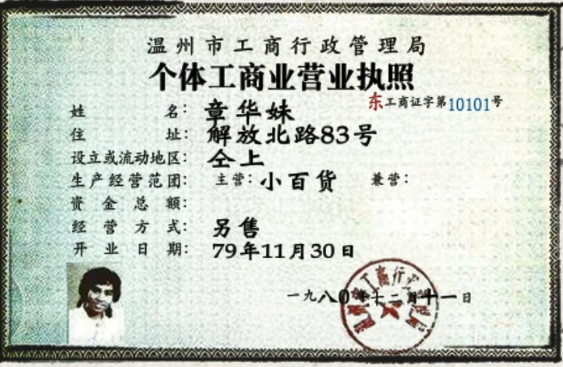 温州市工商行政管理局
个体工商业营业执照
东工商证字第10101号
姓名：章华妹
住址：解放北路83号
设立或流动地区：仝上
生产经营范围：主营：小百货 兼营：
资金总额：
经营方式：另售
开业日期：79年11月30日
一九八〇年十二月十一日